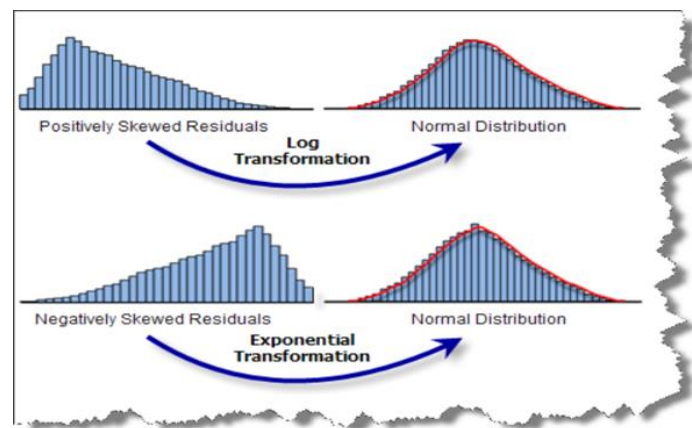 Positively Skewed Residuals
Normal Distribution
Log
Transformation
Negatively Skewed Residuals
Normal Distribution
Exponential
Transformation